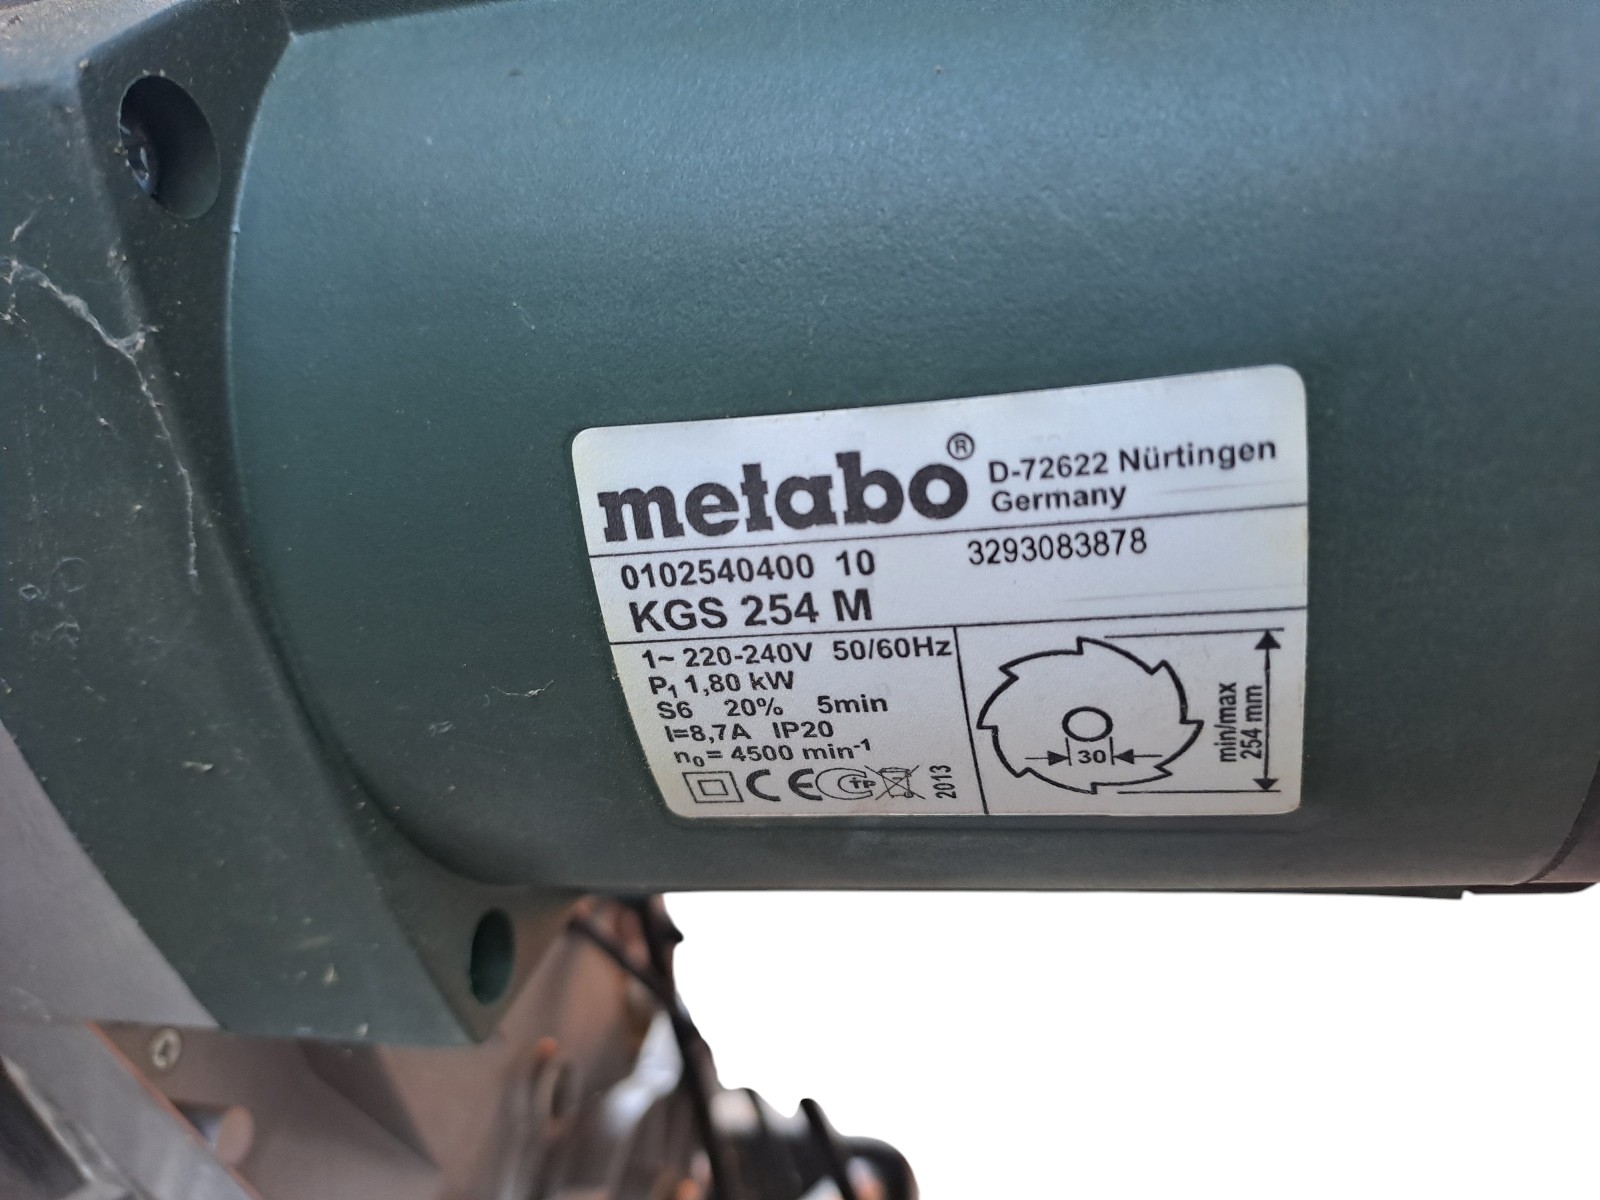 metabo® D-72622 Nürtingen
Germany
0102540400 10 3293083878
KGS 254 M
1~ 220-240V 50/60Hz
P₁ 1,80 kW
S6 20% 5min
I=8,7A IP20
n₀= 4500 min⁻¹
CE TP 2013
30
min/max
254 mm